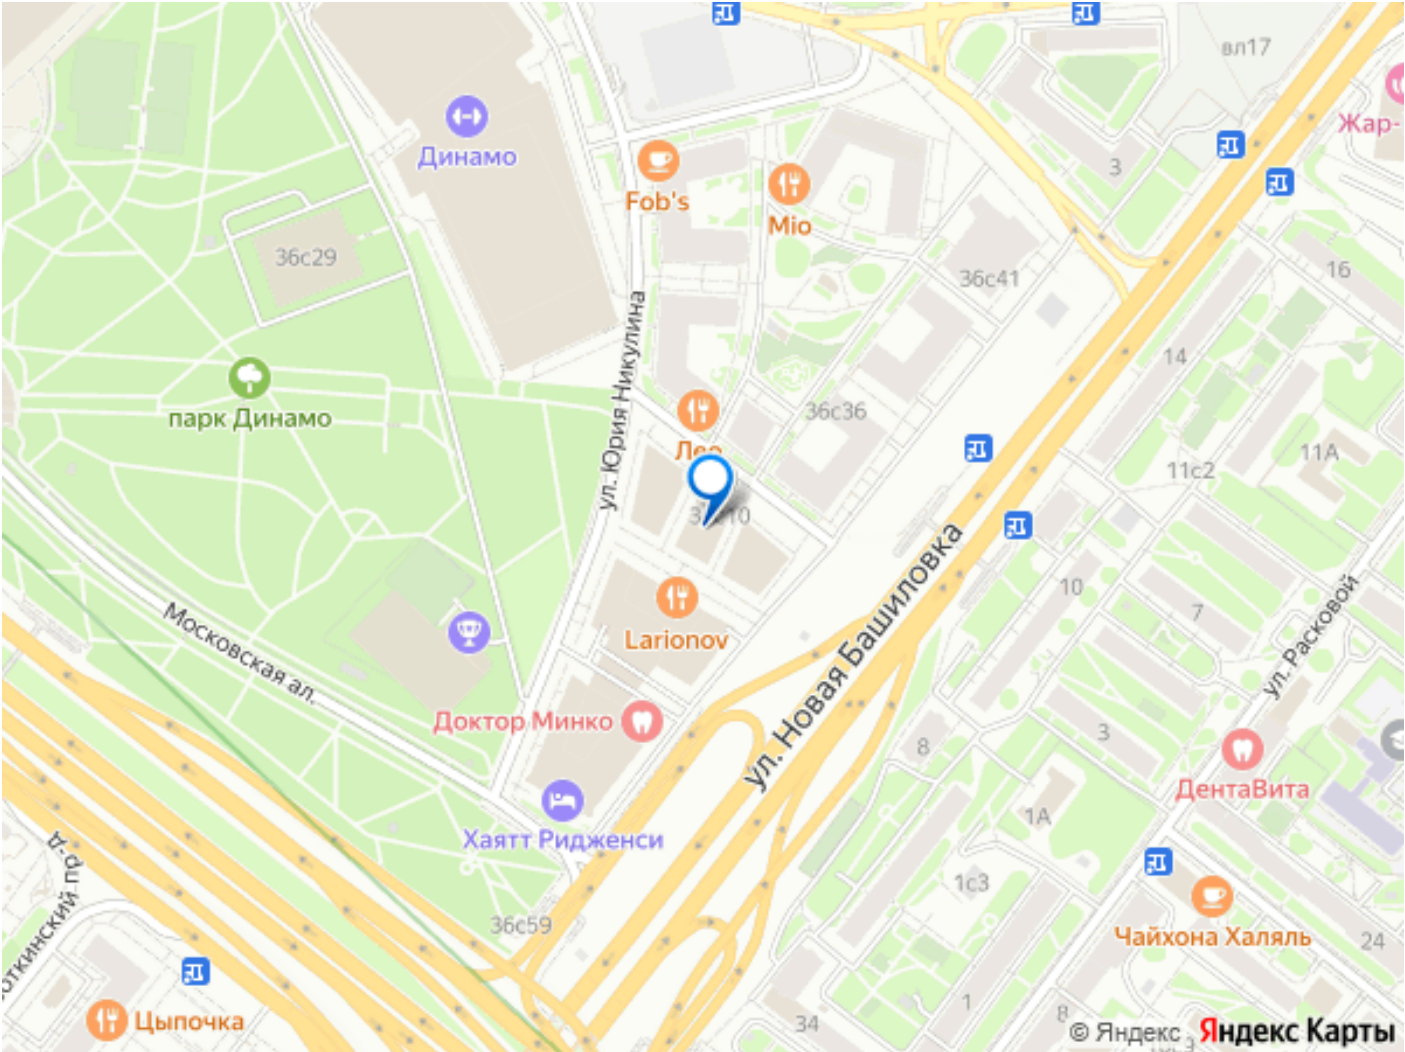 вл17
Жар-
Динамо
3
Fob's
Mio
36с29
36с41
16
ул. Юрия Никулина
14
парк Динамо
36с36
Лео
11А
11с2
ул. Новая Башиловка
10
7
ул. Расковой
Московская ал.
Larionov
Доктор Минко
8
3
ДентаВита
1А
Хаятт Ридженси
1с3
36с59
Чайхона Халяль
24
Цыпочка
34
1
8
© Яндекс
Яндекс Карты